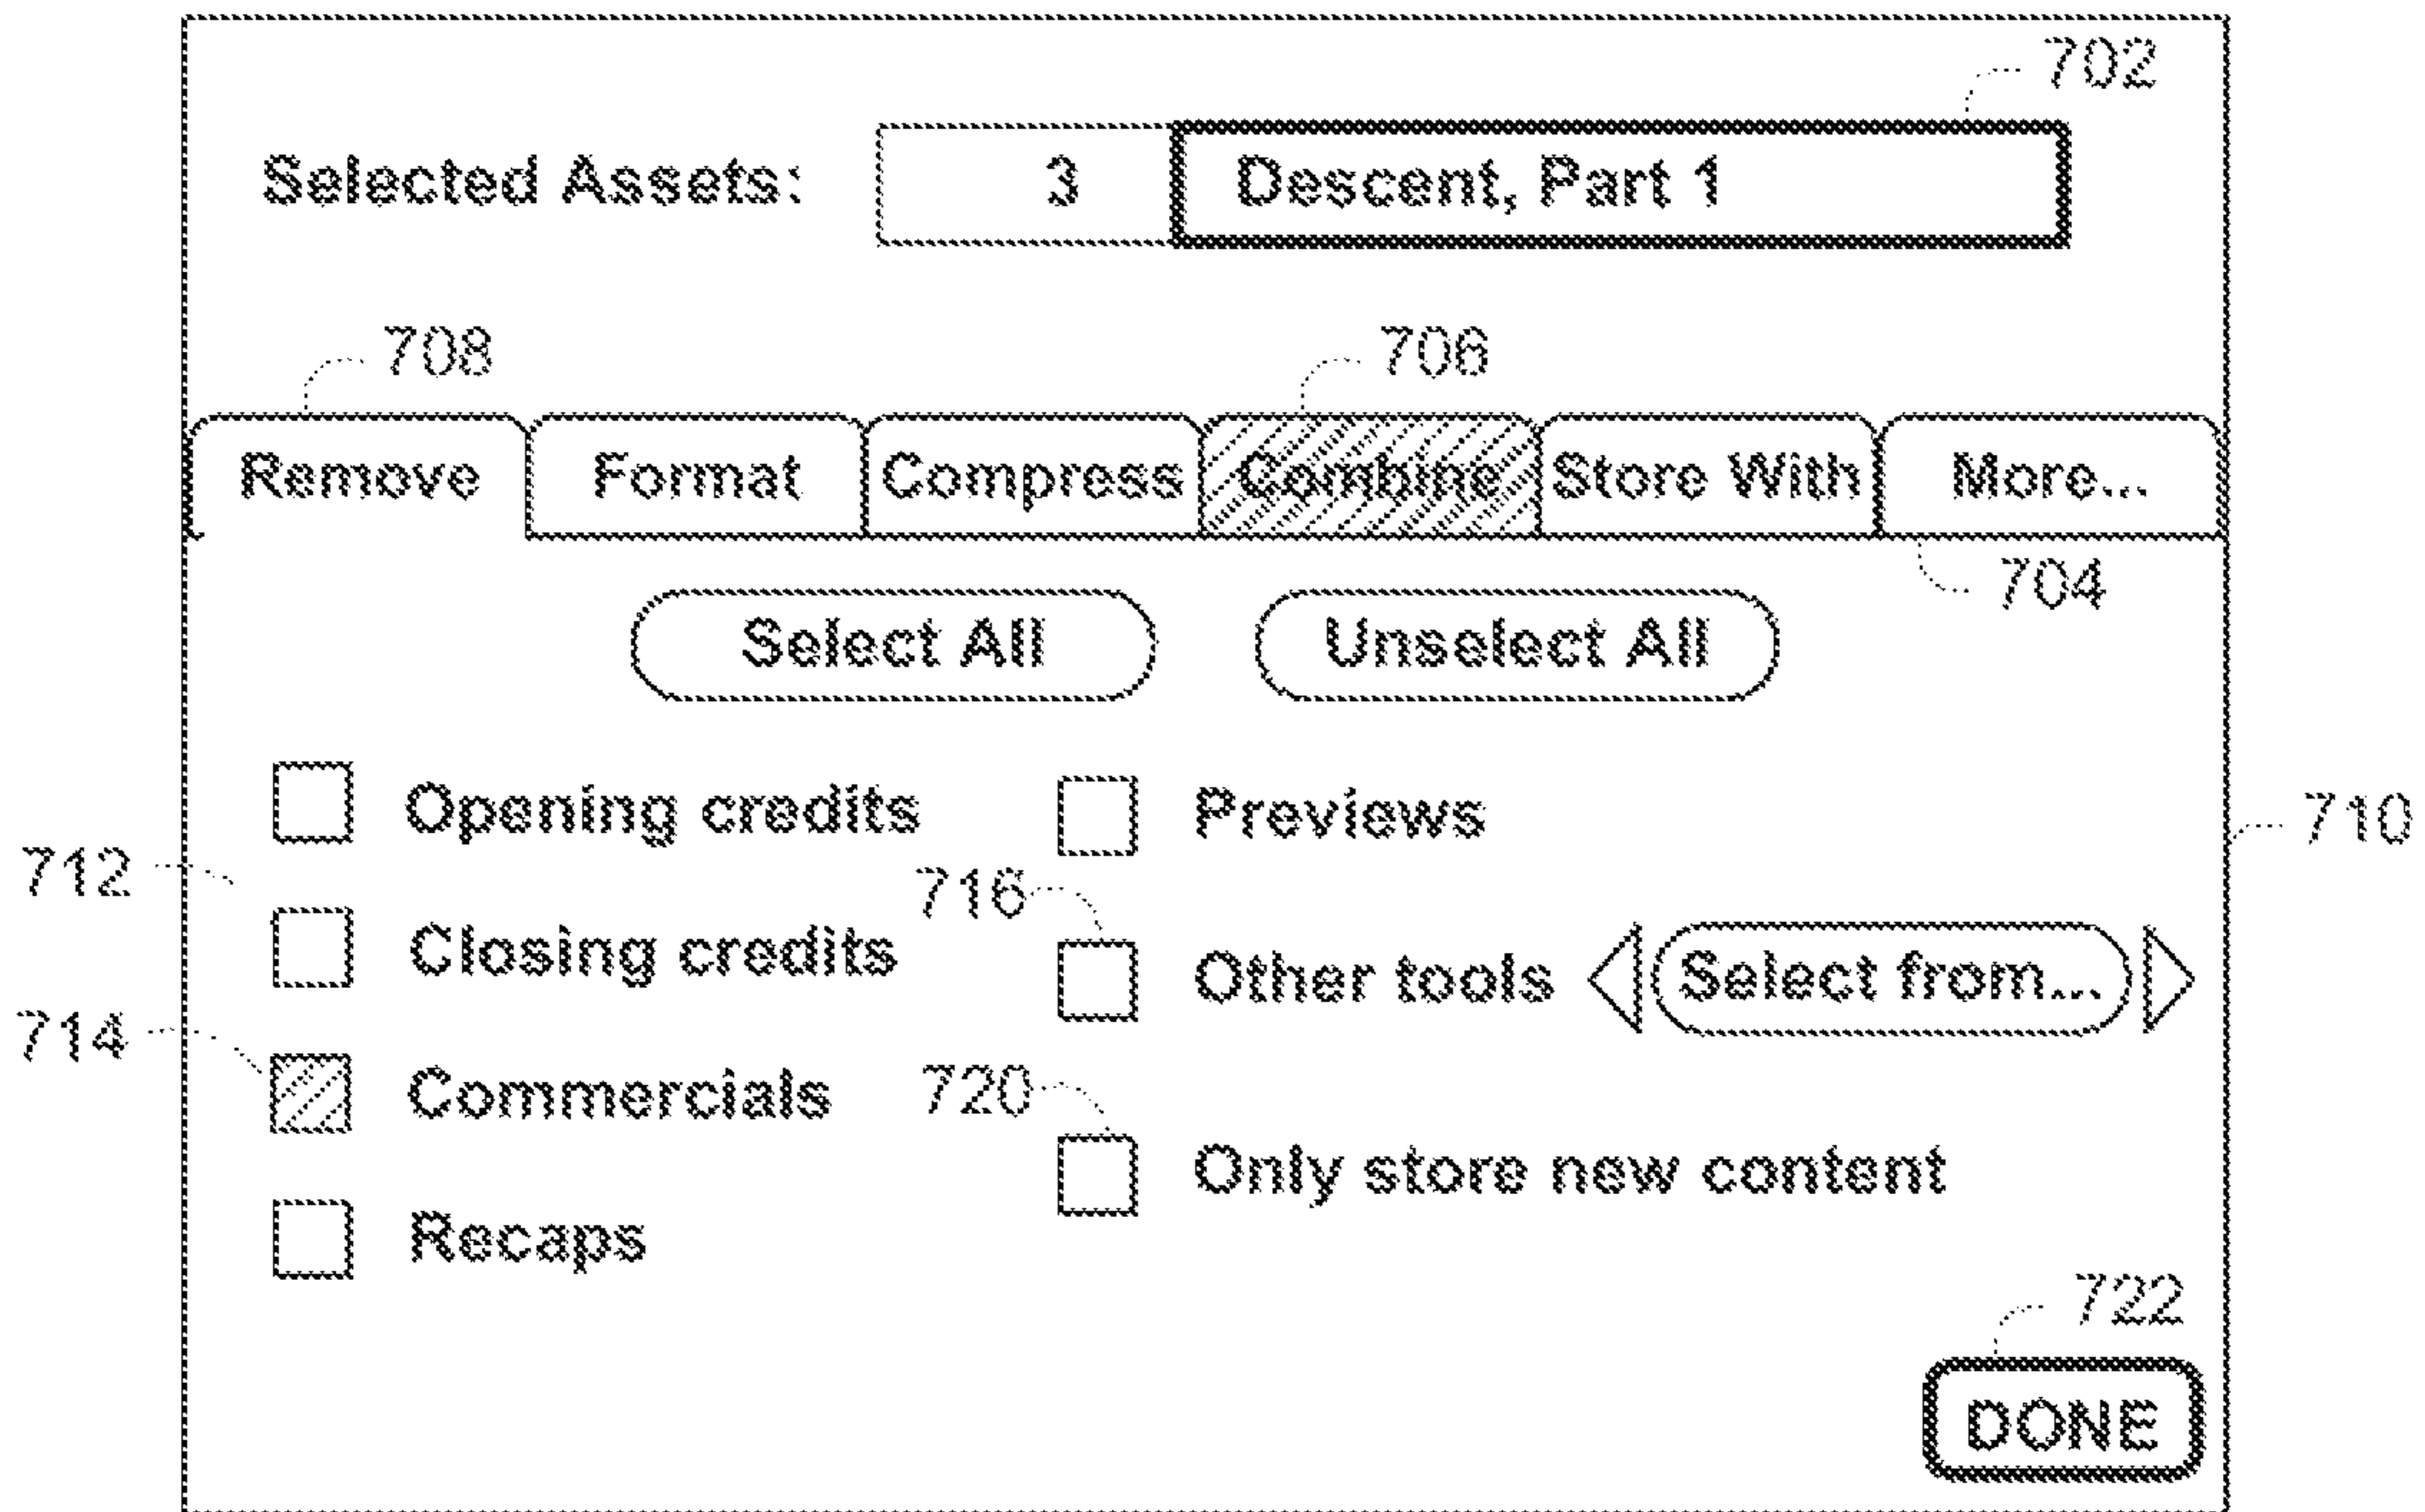 702
Selected Assets: 3 Descent, Part 1
708 706
Remove Format Compress Combine Store With More...
704
Select All Unselect All
Opening credits Previews 710
712 716
Closing credits Other tools Select from...
714
Commercials 720
Only store new content
Recaps
722
DONE